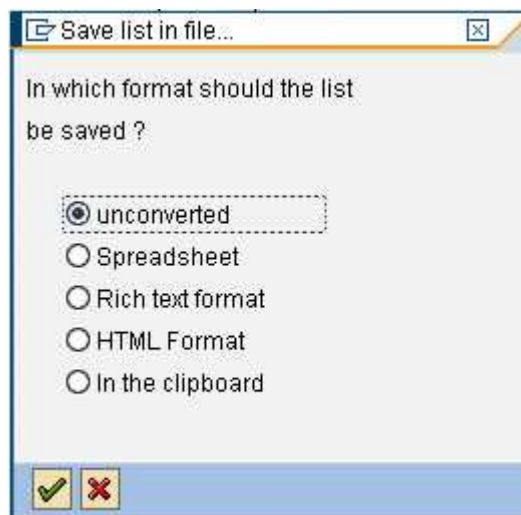 Save list in file...
In which format should the list
be saved ?
unconverted
Spreadsheet
Rich text format
HTML Format
In the clipboard